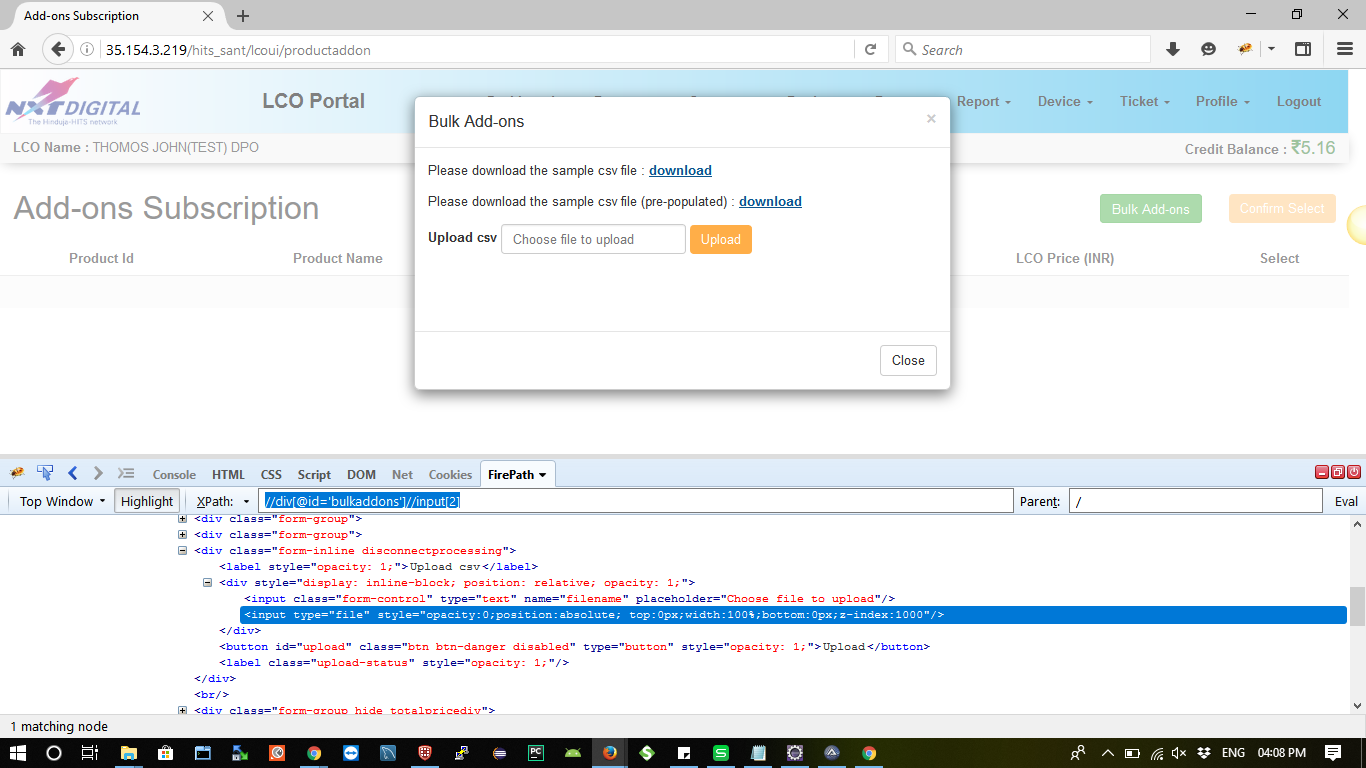 Add-ons Subscription
35.154.3.219/hits_sant/lcoui/productaddon
Search
NXTDIGITAL
The Hinduja-HITS network
LCO Portal
Report
Device
Ticket
Profile
Logout
LCO Name : THOMOS JOHN(TEST) DPO
Credit Balance : ₹5.16
Add-ons Subscription
Bulk Add-ons
Confirm Select
Product Id
Product Name
LCO Price (INR)
Select
Bulk Add-ons
×
Please download the sample csv file : download
Please download the sample csv file (pre-populated) : download
Upload csv
Choose file to upload
Upload
Close
Console
HTML
CSS
Script
DOM
Net
Cookies
FirePath
Top Window
Highlight
XPath:
//div[@id='bulkaddons']//input[2]
Parent:
/
Eval
<div class="form-group">
<div class="form-group">
<div class="form-inline disconnectprocessing">
<label style="opacity: 1;">Upload csv</label>
<div style="display: inline-block; position: relative; opacity: 1;">
<input class="form-control" type="text" name="filename" placeholder="Choose file to upload"/>
<input type="file" style="opacity:0;position:absolute; top:0px;width:100%;bottom:0px;z-index:1000"/>
</div>
<button id="upload" class="btn btn-danger disabled" type="button" style="opacity: 1;">Upload</button>
<label class="upload-status" style="opacity: 1;"/>
</div>
<br/>
<div class="form-group hide totalpricediv">
1 matching node
PC
S
ENG
04:08 PM